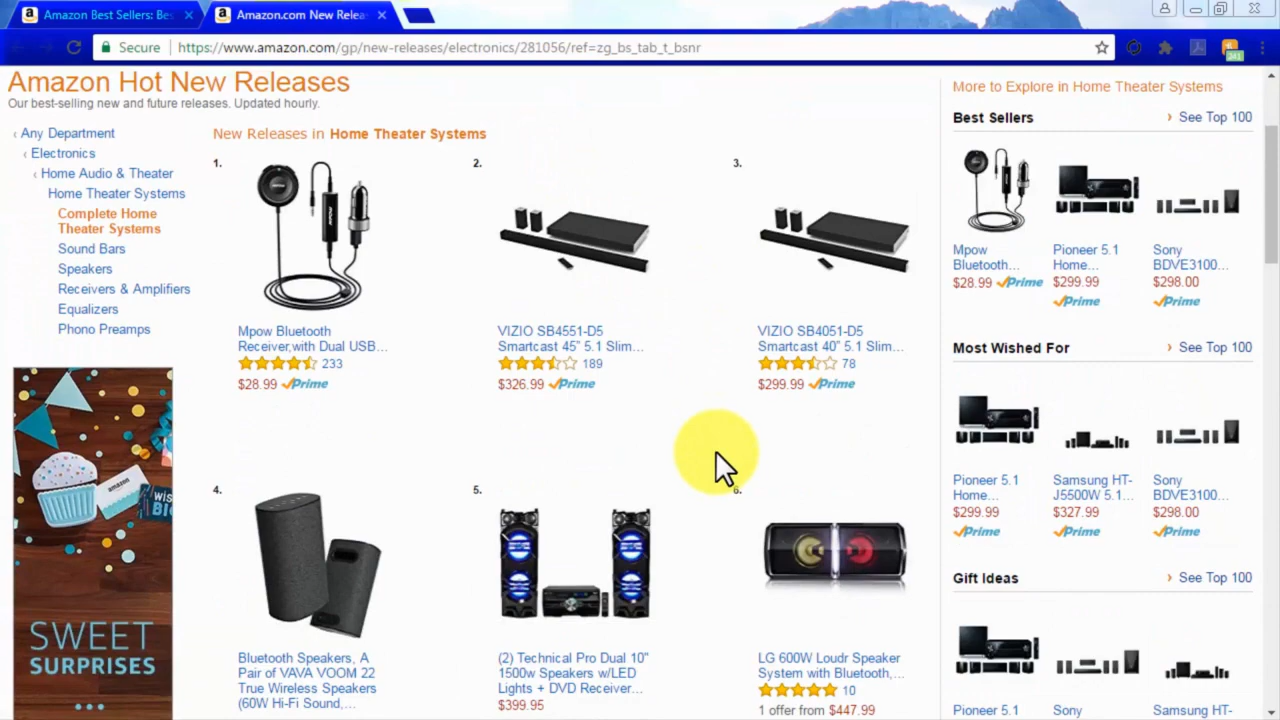 Amazon Best Sellers: Bes
Amazon.com New Relea
Secure
https://www.amazon.com/gp/new-releases/electronics/281056/ref=zg_bs_tab_t_bsnr
Amazon Hot New Releases
Our best-selling new and future releases. Updated hourly.
‹ Any Department
‹ Electronics
‹ Home Audio & Theater
Home Theater Systems
Complete Home
Theater Systems
Sound Bars
Speakers
Receivers & Amplifiers
Equalizers
Phono Preamps
amazon
SWEET
SURPRISES
New Releases in Home Theater Systems
1.
Mpow Bluetooth
Receiver,with Dual USB...
233
$28.99 Prime
2.
VIZIO SB4551-D5
Smartcast 45" 5.1 Slim...
189
$326.99 Prime
3.
VIZIO SB4051-D5
Smartcast 40" 5.1 Slim...
78
$299.99 Prime
4.
Bluetooth Speakers, A
Pair of VAVA VOOM 22
True Wireless Speakers
(60W Hi-Fi Sound,...
5.
(2) Technical Pro Dual 10"
1500w Speakers w/LED
Lights + DVD Receiver...
$399.95
6.
LG 600W Loudr Speaker
System with Bluetooth,...
10
1 offer from $447.99
More to Explore in Home Theater Systems
Best Sellers
› See Top 100
Mpow
Bluetooth...
$28.99 Prime
Pioneer 5.1
Home...
$299.99
Prime
Sony
BDVE3100...
$298.00
Prime
Most Wished For
› See Top 100
Pioneer 5.1
Home...
$299.99
Prime
Samsung HT-
J5500W 5.1...
$327.99
Prime
Sony
BDVE3100...
$298.00
Prime
Gift Ideas
› See Top 100
Pioneer 5.1
Sony
Samsung HT-